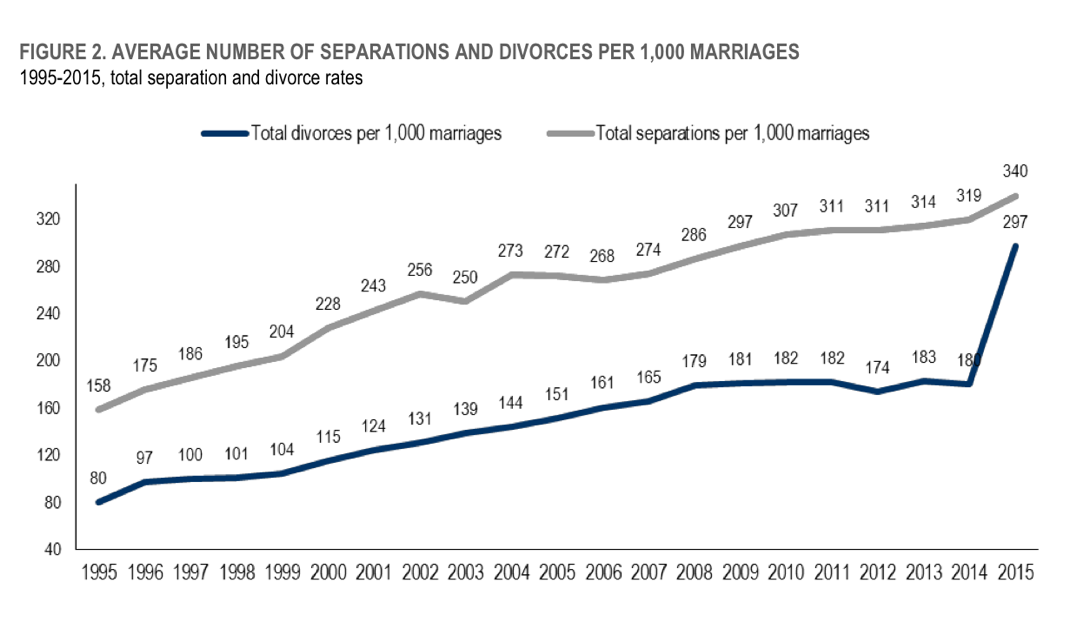 FIGURE 2. AVERAGE NUMBER OF SEPARATIONS AND DIVORCES PER 1,000 MARRIAGES
1995-2015, total separation and divorce rates
Total divorces per 1,000 marriages Total separations per 1,000 marriages
320
280
240
200
160
120
80
40
158 175 186 195 204 228 243 256 250 273 272 268 274 286 297 307 311 311 314 319 340
80 97 100 101 104 115 124 131 139 144 151 161 165 179 181 182 182 174 183 180 297
1995 1996 1997 1998 1999 2000 2001 2002 2003 2004 2005 2006 2007 2008 2009 2010 2011 2012 2013 2014 2015